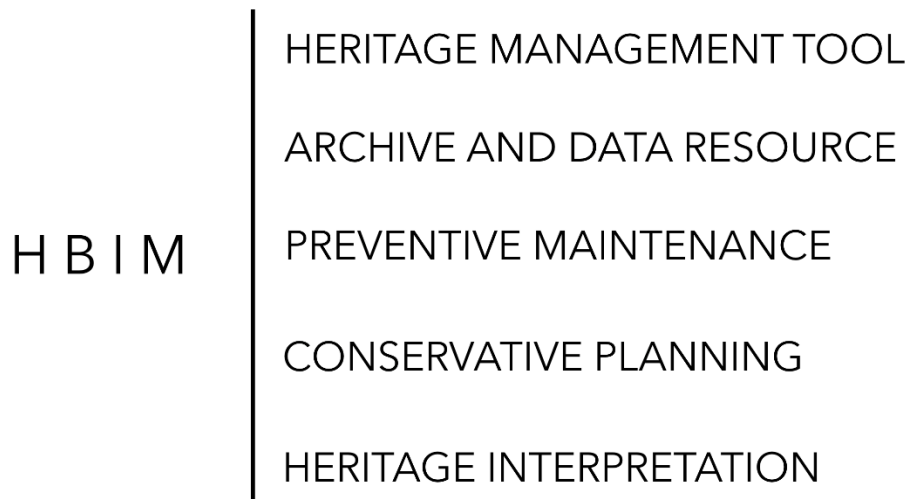 HERITAGE MANAGEMENT TOOL
ARCHIVE AND DATA RESOURCE
HBIM
PREVENTIVE MAINTENANCE
CONSERVATIVE PLANNING
HERITAGE INTERPRETATION